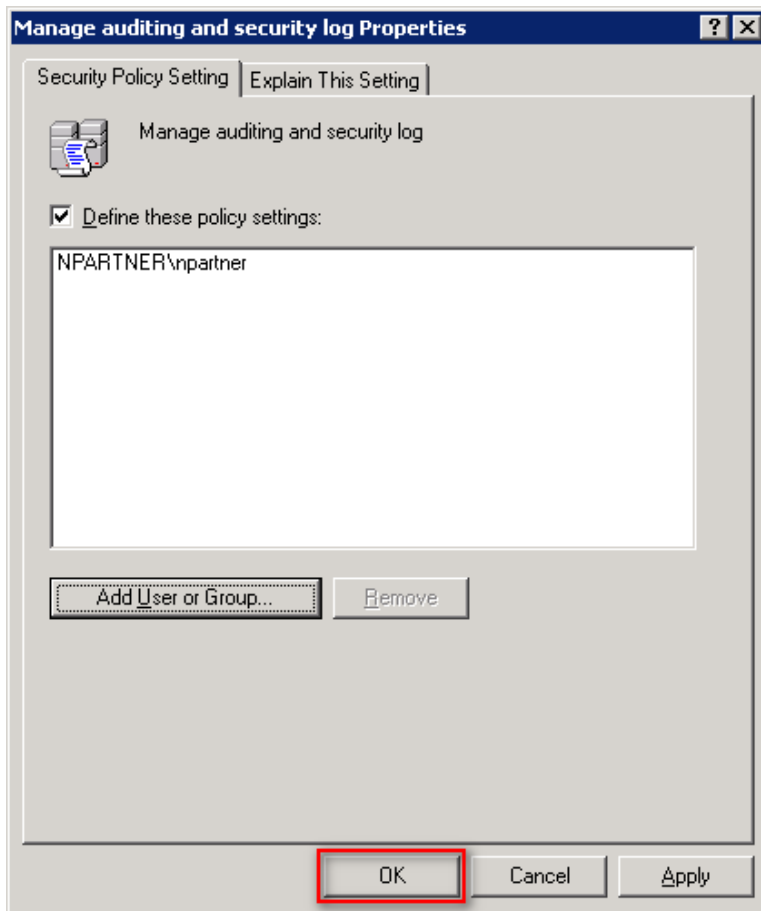 Manage auditing and security log Properties
Security Policy Setting
Explain This Setting
Manage auditing and security log
Define these policy settings:
NPARTNER\npartner
Add User or Group...
Remove
OK
Cancel
Apply